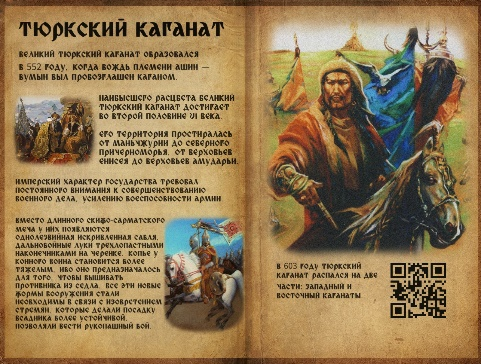 Тюркский каганат
Великий Тюркский каганат образовался
в 552 году, когда вождь племени Ашин —
Бумын был провозглашен каганом.
Наибысшего расцвета Великий
Тюркский каганат достигает
во второй половине VI века.
Его территория простиралась
от Маньчжурии до Северного
Причерноморья, от верховьев
Енисея до верховьев Амударьи.
Имперский характер государства требовал
постоянного внимания к совершенствованию
военного дела, усилению боеспособности армии
Вместо длинного скифо-сарматского
меча у них появляются
однолезвийная искривленная сабля,
дальнобойные луки трехлопастными
наконечниками на черенке. Копье у
конного воина становится более
тяжелым, ибо оно предназначалось
для того, чтобы вышибать
противника из седла. Все эти новые
формы вооружения стали
необходимы в связи с изобретением
стремян, которые делали посадку
всадника более устойчивой,
позволяли вести рукопашный бой.
В 603 году Тюркский
каганат распался на две
части: Западный и
Восточный каганаты